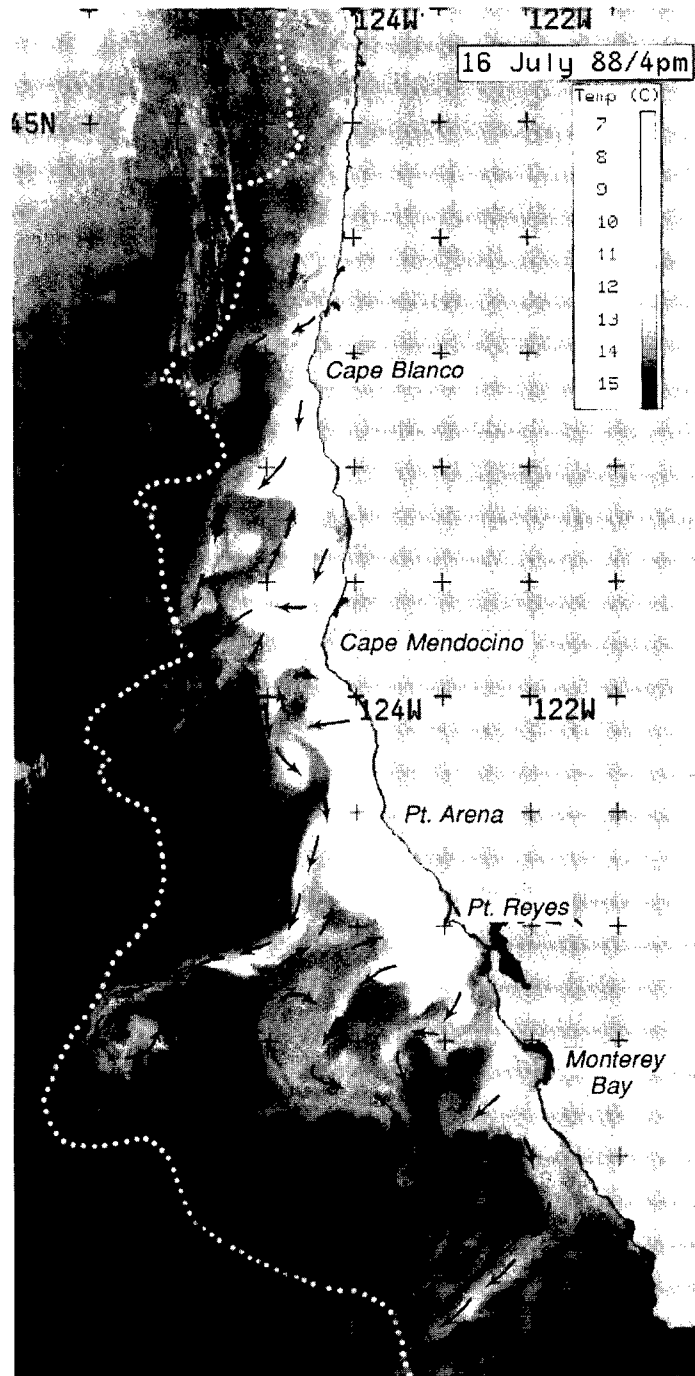 124W 122W
16 July 88/4pm
Temp (C)
7
45N
8
9
10
11
12
13
14
15
Cape Blanco
Cape Mendocino
124W 122W
Pt. Arena
Pt. Reyes
Monterey
Bay